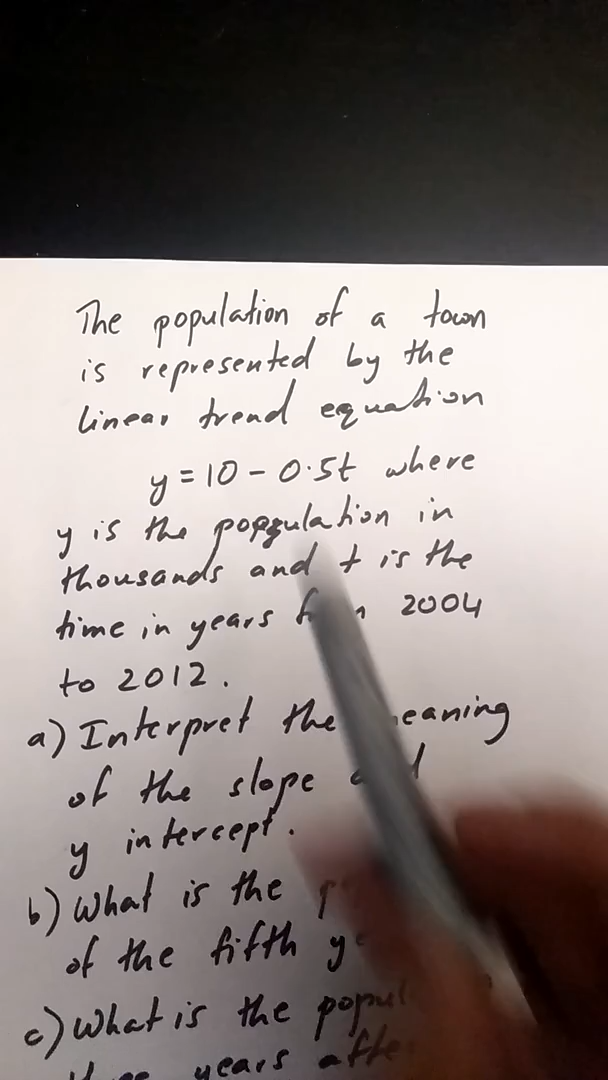 The population of a town
is represented by the
linear trend equation
y = 10 - 0.5t where
y is the population in
thousands and t is the
time in years 2004
to 2012.
a) Interpret the meaning
of the slope
y intercept.
b) What is the
of the fifth
c) What is the
years